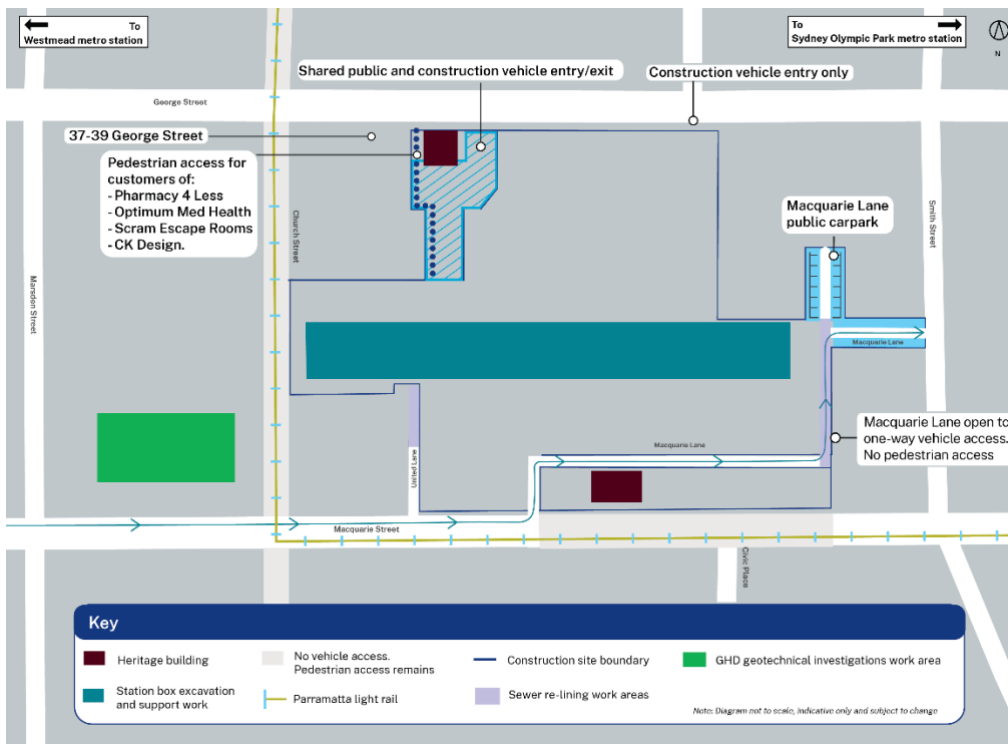 To
Westmead metro station
To
Sydney Olympic Park metro station
N
Shared public and construction vehicle entry/exit
Construction vehicle entry only
George Street
37-39 George Street
Pedestrian access for
customers of:
- Pharmacy 4 Less
- Optimum Med Health
- Scram Escape Rooms
- CK Design.
Macquarie Lane
public carpark
Church Street
Smith Street
Marsden Street
Macquarie Lane
Macquarie Lane open to
one-way vehicle access.
No pedestrian access
Macquarie Lane
United Lane
Macquarie Street
Civic Place
Key
Heritage building
No vehicle access.
Pedestrian access remains
Construction site boundary
GHD geotechnical investigations work area
Station box excavation
and support work
Parramatta light rail
Sewer re-lining work areas
Note: Diagram not to scale, indicative only and subject to change